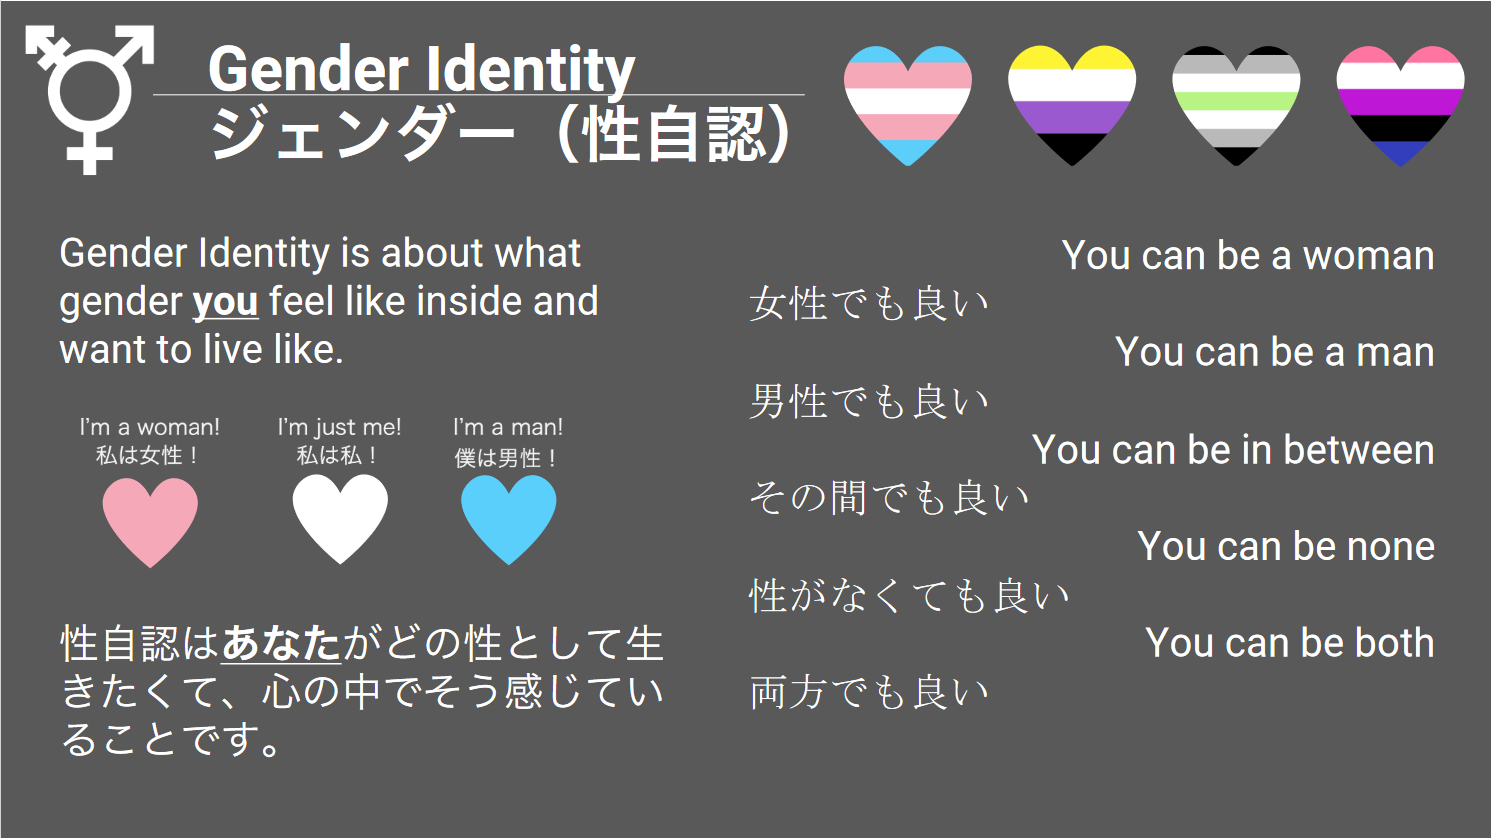 Gender Identity
ジェンダー（性自認）
Gender Identity is about what
gender you feel like inside and
want to live like.
I'm a woman!
私は女性！
I'm just me!
私は私！
I'm a man!
僕は男性！
性自認はあなたがどの性として生
きたくて、心の中でそう感じてい
ることです。
You can be a woman
女性でも良い
You can be a man
男性でも良い
You can be in between
その間でも良い
You can be none
性がなくても良い
You can be both
両方でも良い